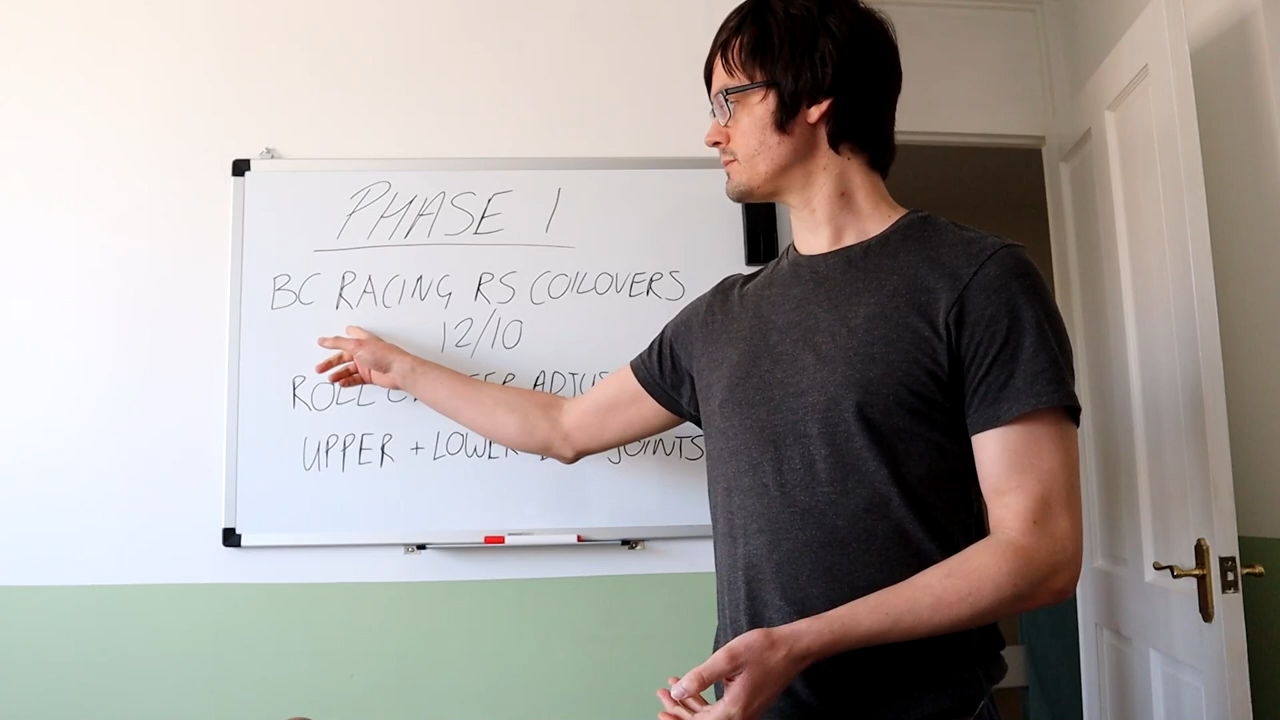 PHASE 1
BC RACING RS COILOVERS
12/10
ROLL
UPPER + LOWER JOINTS